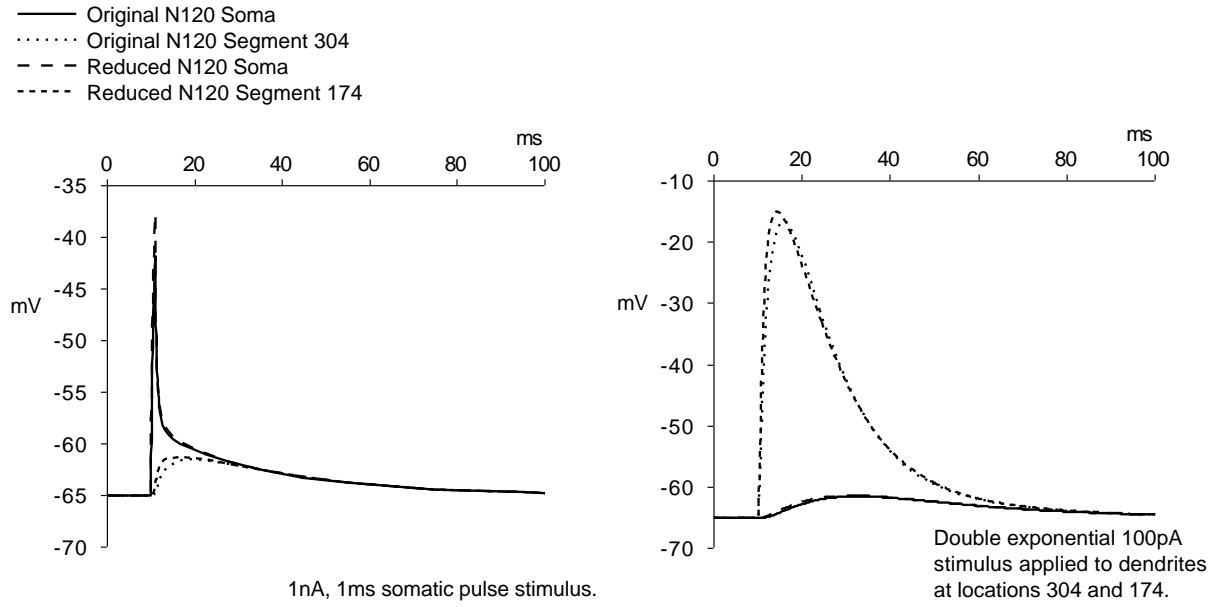 Original N120 Soma
Original N120 Segment 304
Reduced N120 Soma
Reduced N120 Segment 174
ms
0 20 40 60 80 100
-35
-40
-45
mV
-50
-55
-60
-65
-70
1nA, 1ms somatic pulse stimulus.
ms
0 20 40 60 80 100
-10
-20
mV
-30
-40
-50
-60
-70
Double exponential 100pA
stimulus applied to dendrites
at locations 304 and 174.